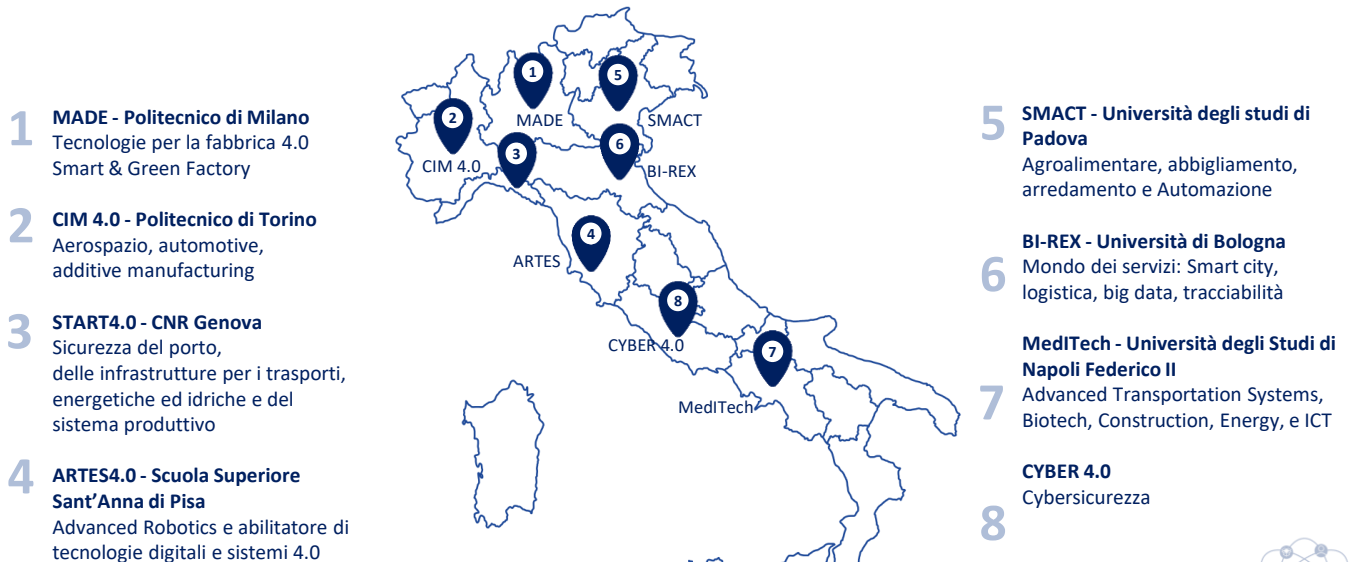 1
MADE - Politecnico di Milano
Tecnologie per la fabbrica 4.0
Smart & Green Factory
2
CIM 4.0 - Politecnico di Torino
Aerospazio, automotive,
additive manufacturing
3
START4.0 - CNR Genova
Sicurezza del porto,
delle infrastrutture per i trasporti,
energetiche ed idriche e del
sistema produttivo
4
ARTES4.0 - Scuola Superiore
Sant’Anna di Pisa
Advanced Robotics e abilitatore di
tecnologie digitali e sistemi 4.0
1
MADE
5
SMACT
2
CIM 4.0
3
6
BI-REX
4
ARTES
8
CYBER 4.0
7
MedITech
5
SMACT - Università degli studi di
Padova
Agroalimentare, abbigliamento,
arredamento e Automazione
6
BI-REX - Università di Bologna
Mondo dei servizi: Smart city,
logistica, big data, tracciabilità
7
MedITech - Università degli Studi di
Napoli Federico II
Advanced Transportation Systems,
Biotech, Construction, Energy, e ICT
8
CYBER 4.0
Cybersicurezza